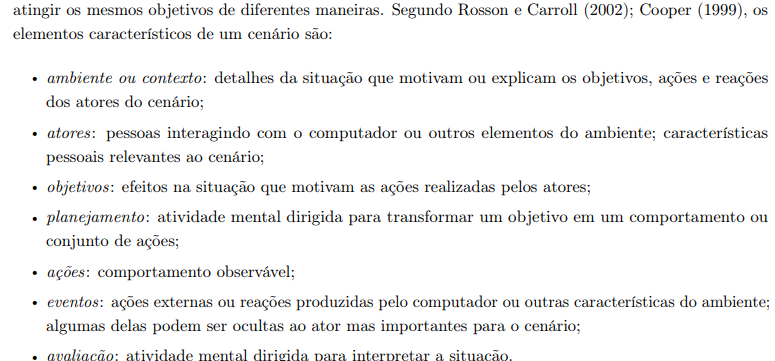 atingir os mesmos objetivos de diferentes maneiras. Segundo Rosson e Carroll (2002); Cooper (1999), os
elementos característicos de um cenário são:
• ambiente ou contexto: detalhes da situação que motivam ou explicam os objetivos, ações e reações
dos atores do cenário;
• atores: pessoas interagindo com o computador ou outros elementos do ambiente; características
pessoais relevantes ao cenário;
• objetivos: efeitos na situação que motivam as ações realizadas pelos atores;
• planejamento: atividade mental dirigida para transformar um objetivo em um comportamento ou
conjunto de ações;
• ações: comportamento observável;
• eventos: ações externas ou reações produzidas pelo computador ou outras características do ambiente;
algumas delas podem ser ocultas ao ator mas importantes para o cenário;
• avaliação: atividade mental dirigida para interpretar a situação.